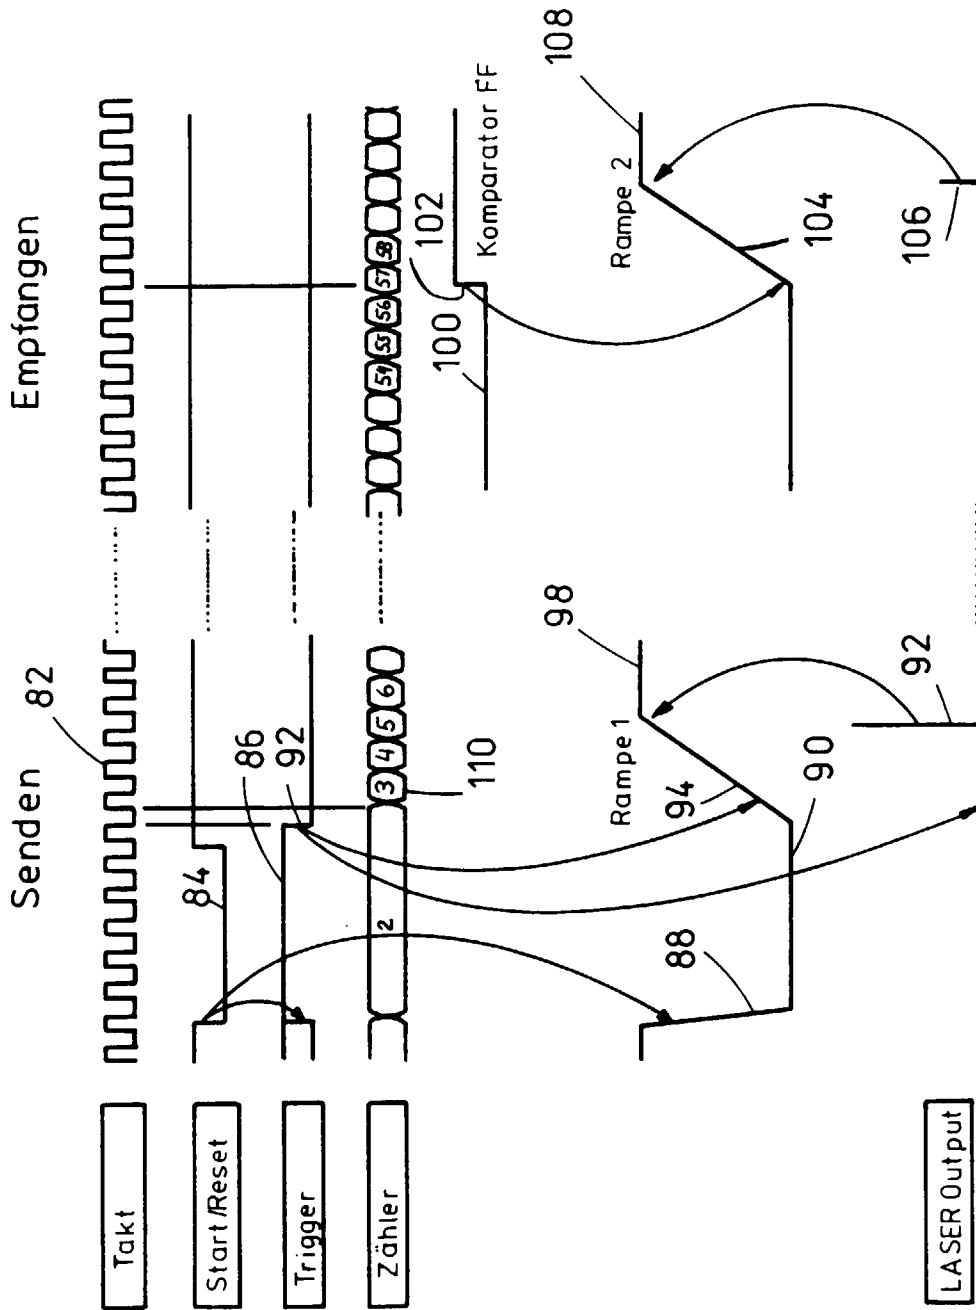 Senden
Empfangen
82
Takt
Start/Reset
84
Trigger
86
92
Zähler
2
3
4
5
6
54
55
56
57
58
110
100
102
Komparator FF
Rampe 1
98
Rampe 2
108
94
104
88
90
92
106
LASER Output